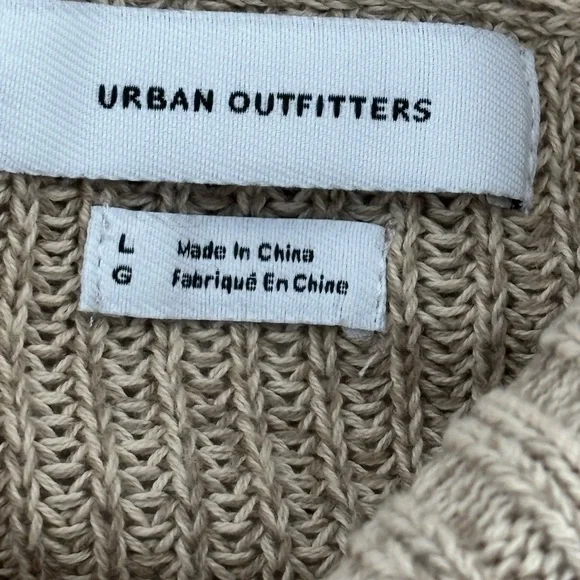 URBAN OUTFITTERS
L Made In China
G Fabriqué En Chine